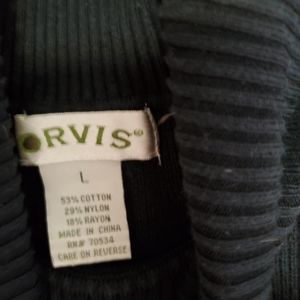 ORVIS®
L
53% COTTON
29% NYLON
18% RAYON
MADE IN CHINA
RN# 70534
CARE ON REVERSE